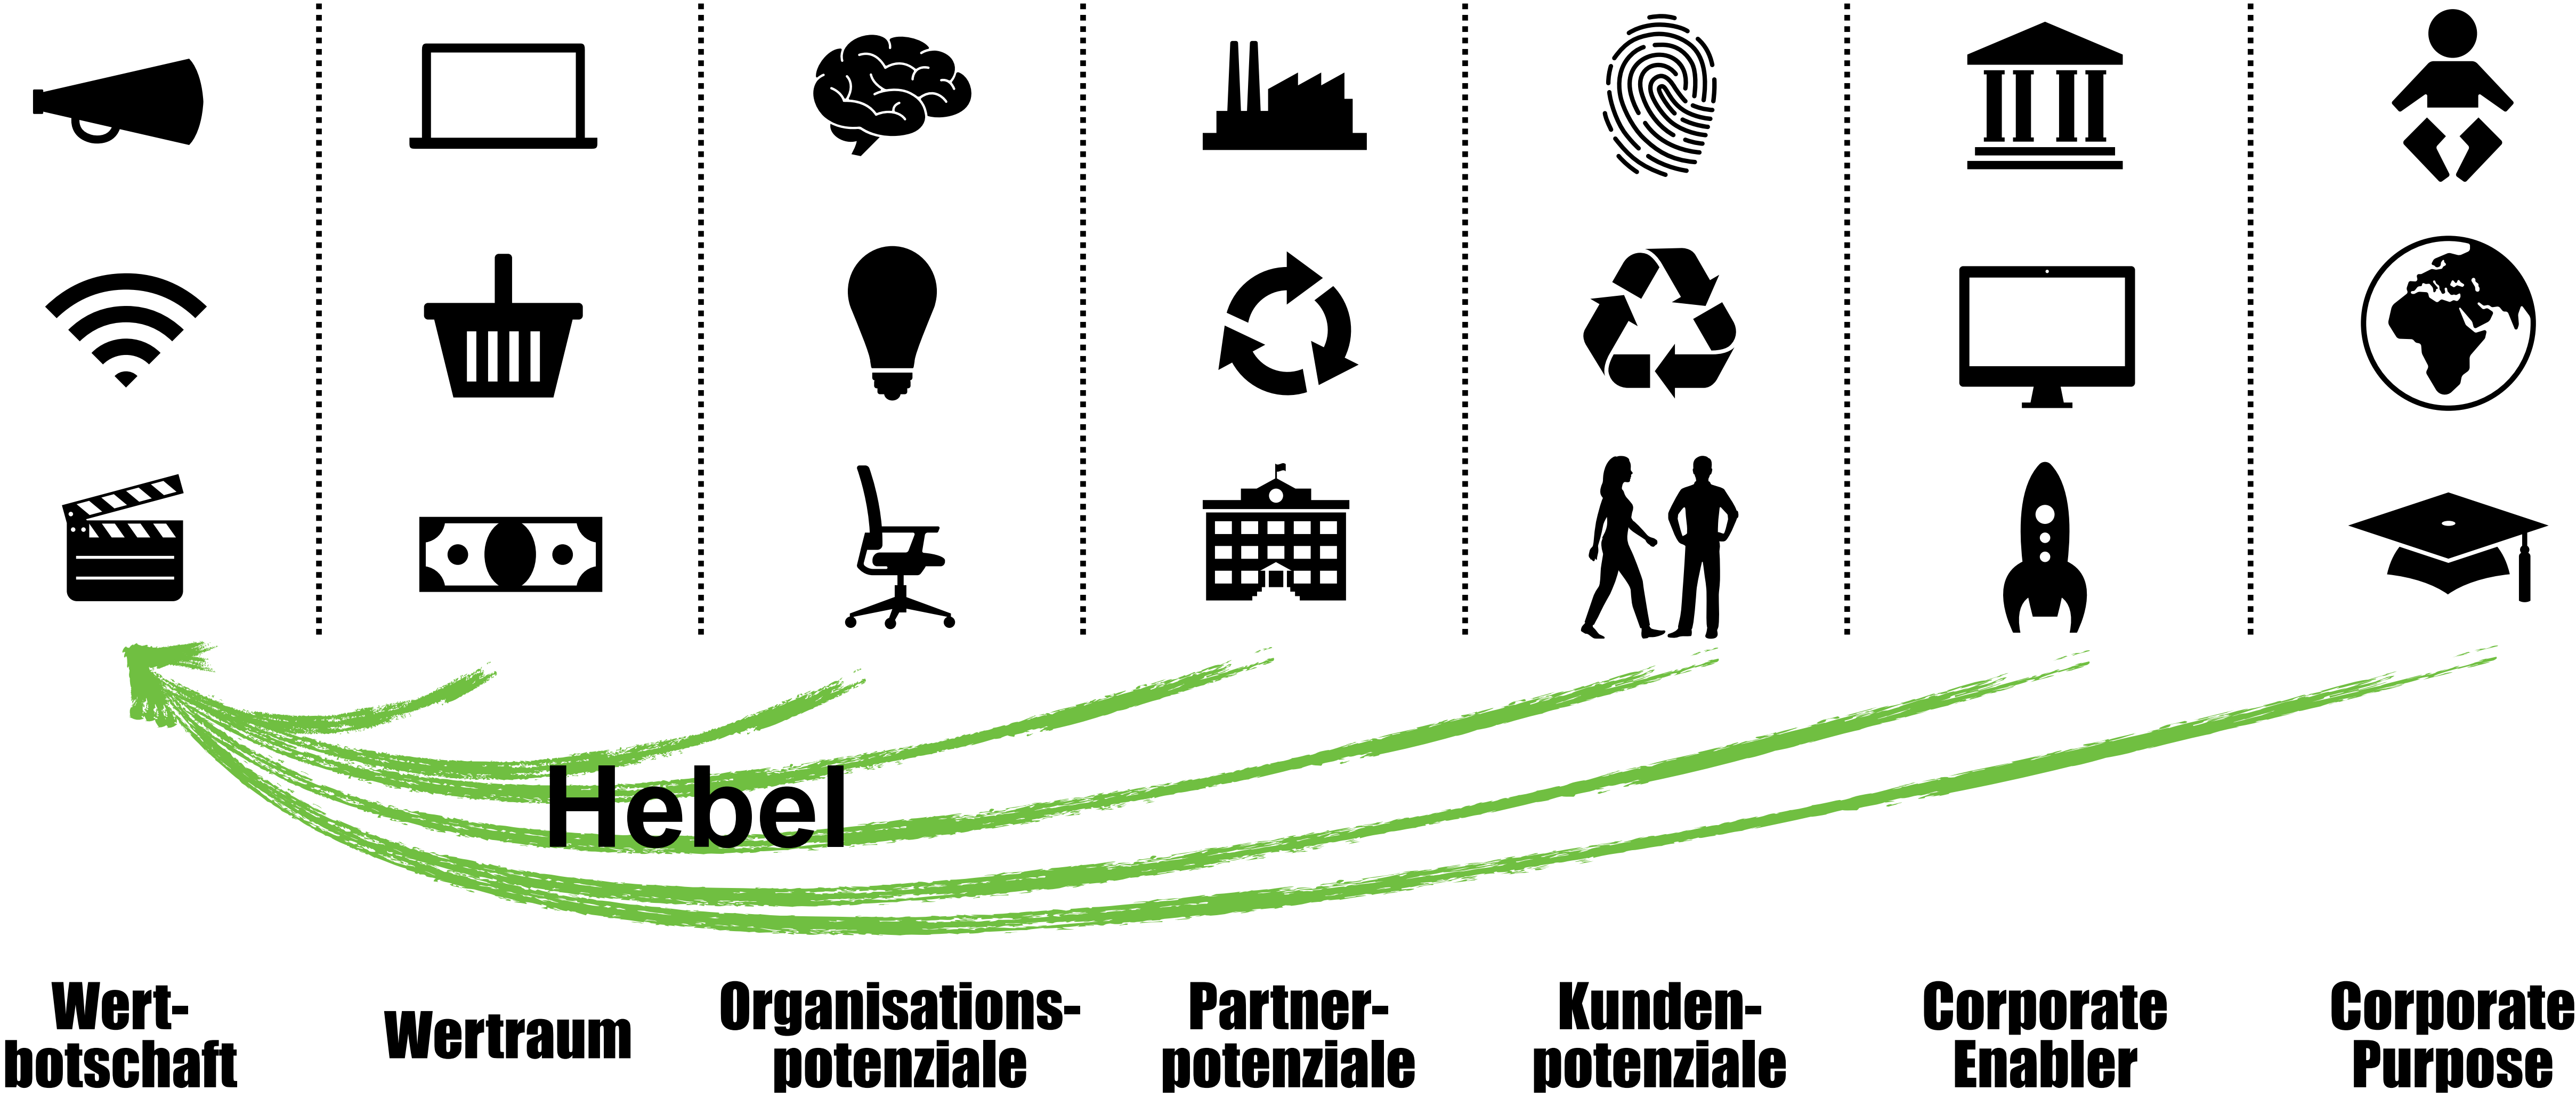 Hebel
Wert-
botschaft
Wertraum
Organisations-
potenziale
Partner-
potenziale
Kunden-
potenziale
Corporate
Enabler
Corporate
Purpose